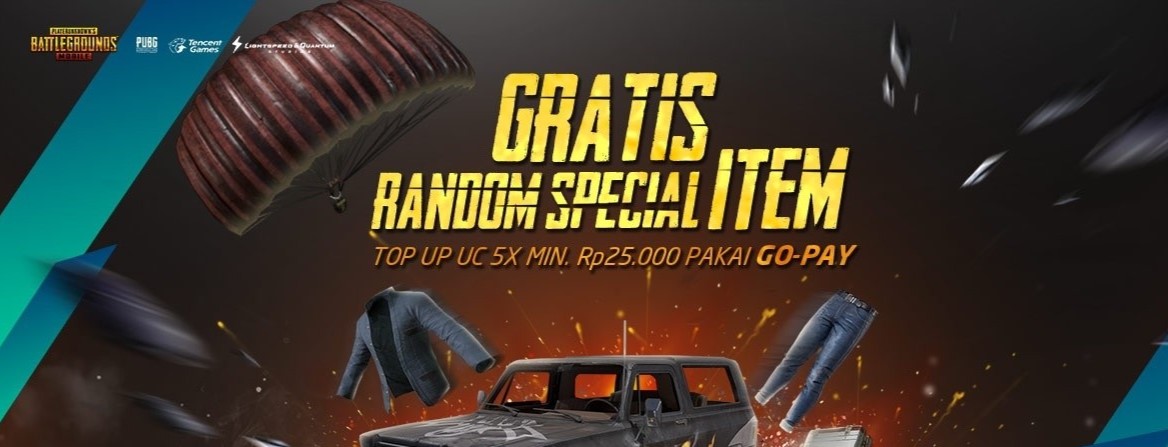 PLAYERUNKNOWN'S
BATTLEGROUNDS
MOBILE
PUBG
Tencent
Games
LIGHTSPEED & QUANTUM
STUDIOS
GRATIS
RANDOM SPECIAL ITEM
TOP UP UC 5X MIN. Rp25.000 PAKAI GO-PAY